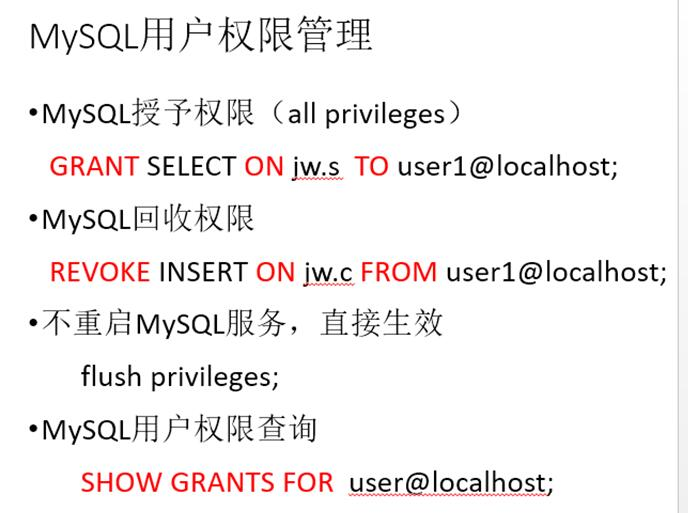 MySQL用户权限管理
•MySQL授予权限（all privileges）
GRANT SELECT ON jw.s TO user1@localhost;
•MySQL回收权限
REVOKE INSERT ON jw.c FROM user1@localhost;
•不重启MySQL服务，直接生效
flush privileges;
•MySQL用户权限查询
SHOW GRANTS FOR user@localhost;